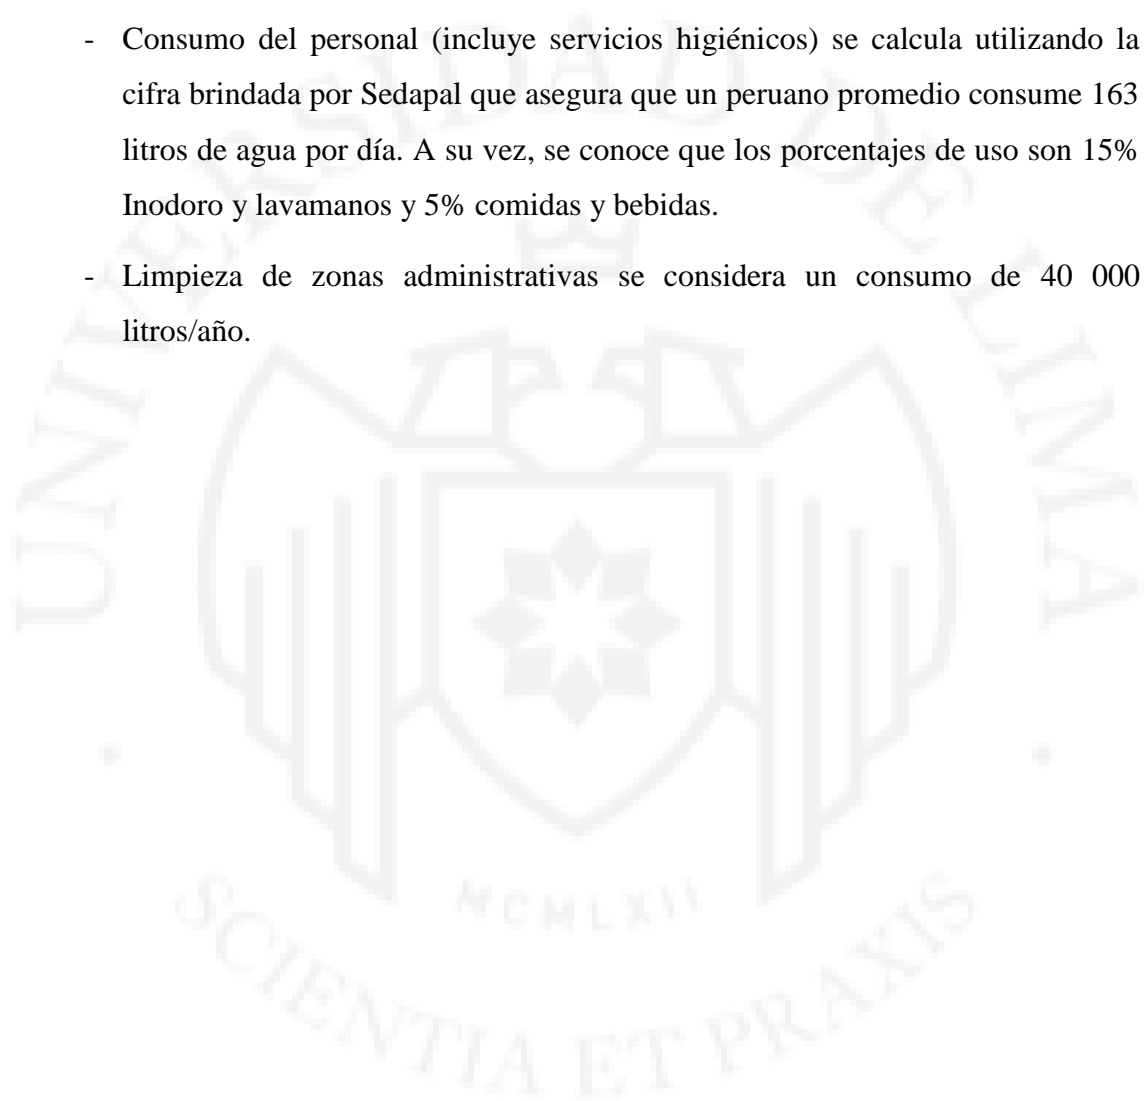 - Consumo del personal (incluye servicios higiénicos) se calcula utilizando la
cifra brindada por Sedapal que asegura que un peruano promedio consume 163
litros de agua por día. A su vez, se conoce que los porcentajes de uso son 15%
Inodoro y lavamanos y 5% comidas y bebidas.
- Limpieza de zonas administrativas se considera un consumo de 40 000
litros/año.
UNIVERSIDAD DE LIMA
MCMLXII
SCIENTIA ET PRAXIS